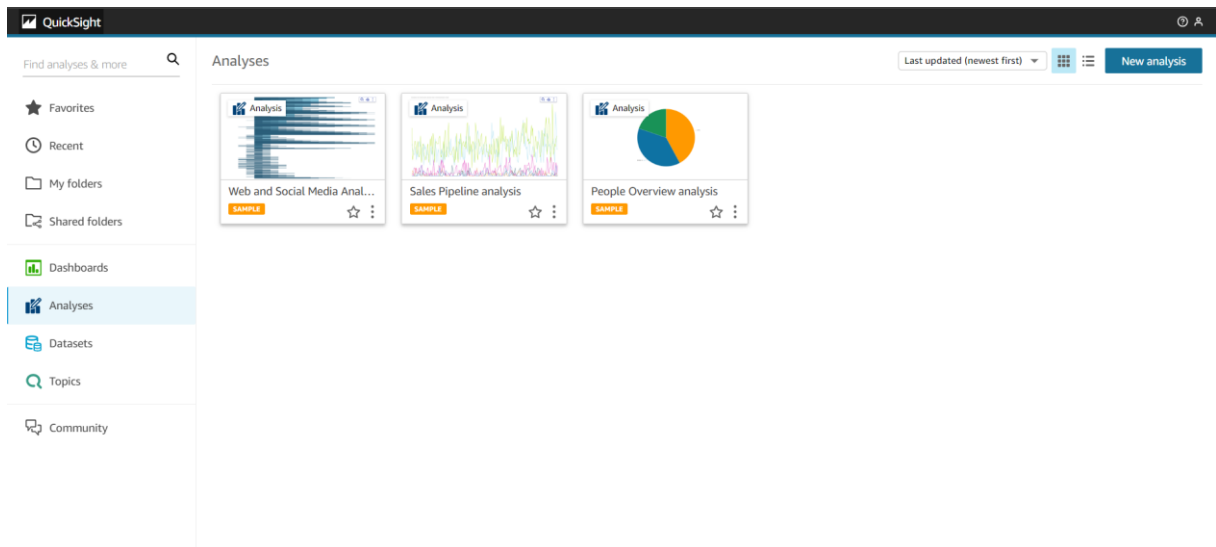 QuickSight
Find analyses & more
Favorites
Recent
My folders
Shared folders
Dashboards
Analyses
Datasets
Topics
Community
Analyses
Last updated (newest first)
New analysis
Analysis
Web and Social Media Anal...
SAMPLE
Analysis
Sales Pipeline analysis
SAMPLE
Analysis
People Overview analysis
SAMPLE